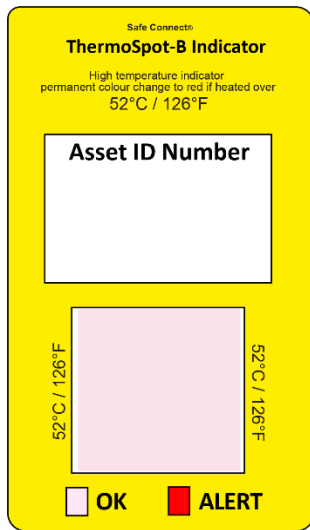 Safe Connect®
ThermoSpot-B Indicator
High temperature indicator
permanent colour change to red if heated over
52°C / 126°F
Asset ID Number
52°C / 126°F
52°C / 126°F
OK
ALERT